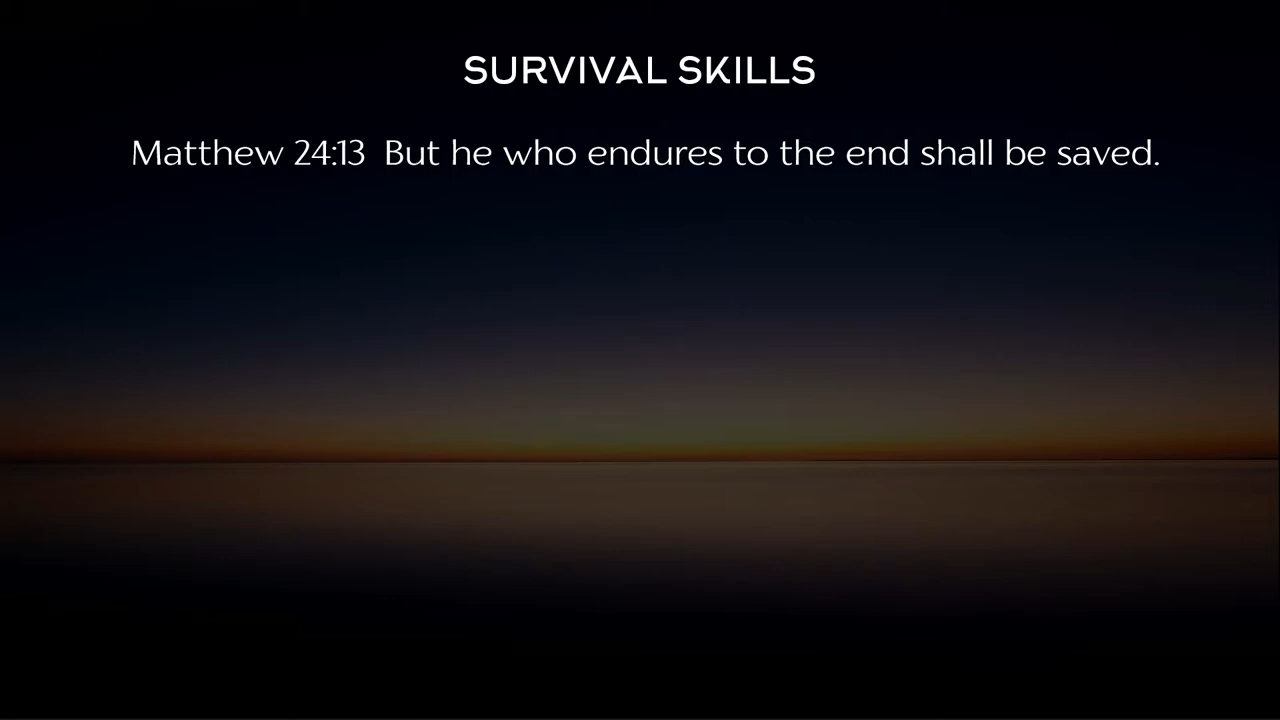 SURVIVAL SKILLS
Matthew 24:13  But he who endures to the end shall be saved.